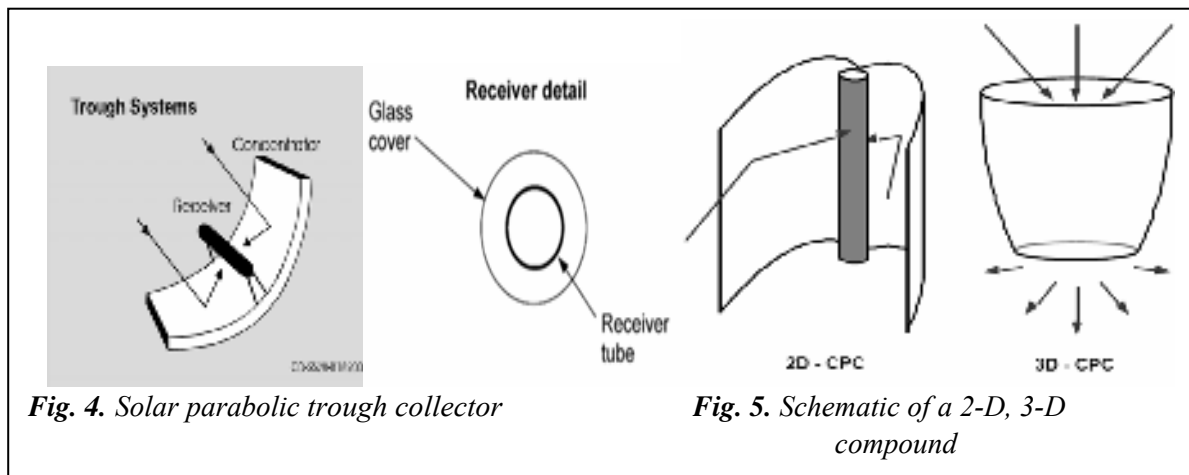 Trough Systems
Concentrator
Receiver
Receiver detail
Glass
cover
Receiver
tube
2D - CPC
3D - CPC
Fig. 4. Solar parabolic trough collector
Fig. 5. Schematic of a 2-D, 3-D
compound